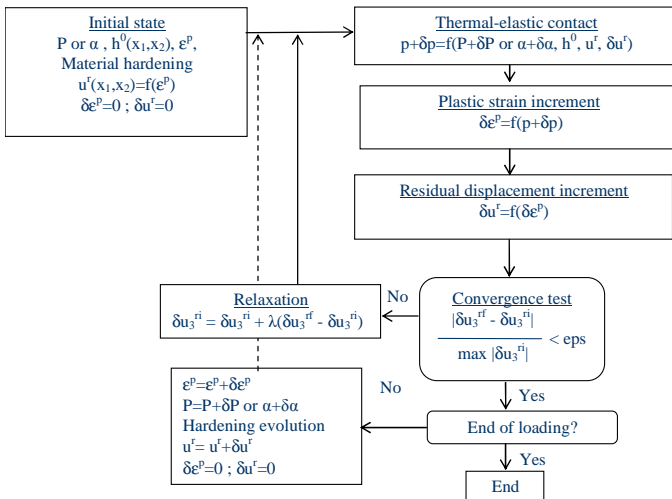 Initial state
P or α , h⁰(x₁,x₂), εᵖ,
Material hardening
uʳ(x₁,x₂)=f(εᵖ)
δεᵖ=0 ; δuʳ=0
Thermal-elastic contact
p+δp=f(P+δP or α+δα, h⁰, uʳ, δuʳ)
Plastic strain increment
δεᵖ=f(p+δp)
Residual displacement increment
δuʳ=f(δεᵖ)
Convergence test
|δu₃ʳᶠ - δu₃ʳⁱ|
max |δu₃ʳⁱ|
< eps
No
Relaxation
δu₃ʳⁱ = δu₃ʳⁱ + λ(δu₃ʳᶠ - δu₃ʳⁱ)
Yes
End of loading?
No
εᵖ=εᵖ+δεᵖ
P=P+δP or α+δα
Hardening evolution
uʳ= uʳ+δuʳ
δεᵖ=0 ; δuʳ=0
Yes
End